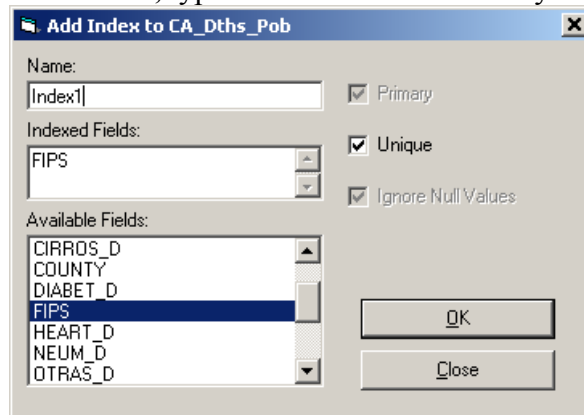 Add Index to CA_Dths_Pob
Name:
Index1
Primary
Indexed Fields:
Unique
FIPS
Ignore Null Values
Available Fields:
CIRROS_D
COUNTY
DIABET_D
FIPS
HEART_D
NEUM_D
OTRAS_D
OK
Close